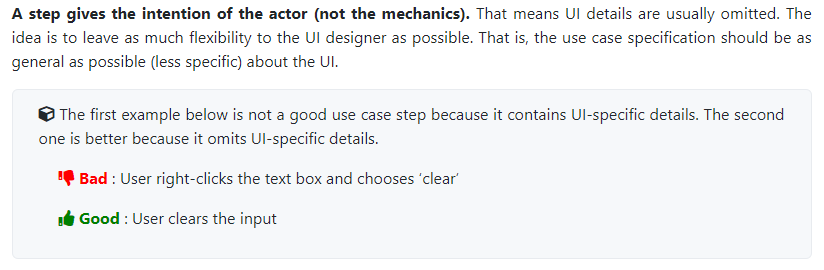 A step gives the intention of the actor (not the mechanics). That means UI details are usually omitted. The
idea is to leave as much flexibility to the UI designer as possible. That is, the use case specification should be as
general as possible (less specific) about the UI.
The first example below is not a good use case step because it contains UI-specific details. The second
one is better because it omits UI-specific details.
Bad : User right-clicks the text box and chooses ‘clear’
Good : User clears the input